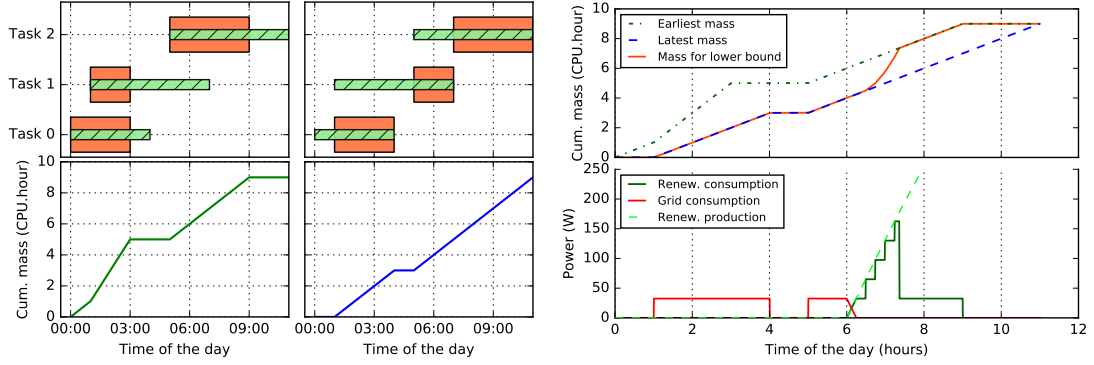 Task 2
Task 1
Task 0
Cum. mass (CPU.hour)
10
8
6
4
2
0
00:00 03:00 06:00 09:00
Time of the day
00:00 03:00 06:00 09:00
Time of the day
Cum. mass (CPU.hour)
10
8
6
4
2
0
Earliest mass
Latest mass
Mass for lower bound
Power (W)
250
200
150
100
50
0
Renew. consumption
Grid consumption
Renew. production
0 2 4 6 8 10 12
Time of the day (hours)